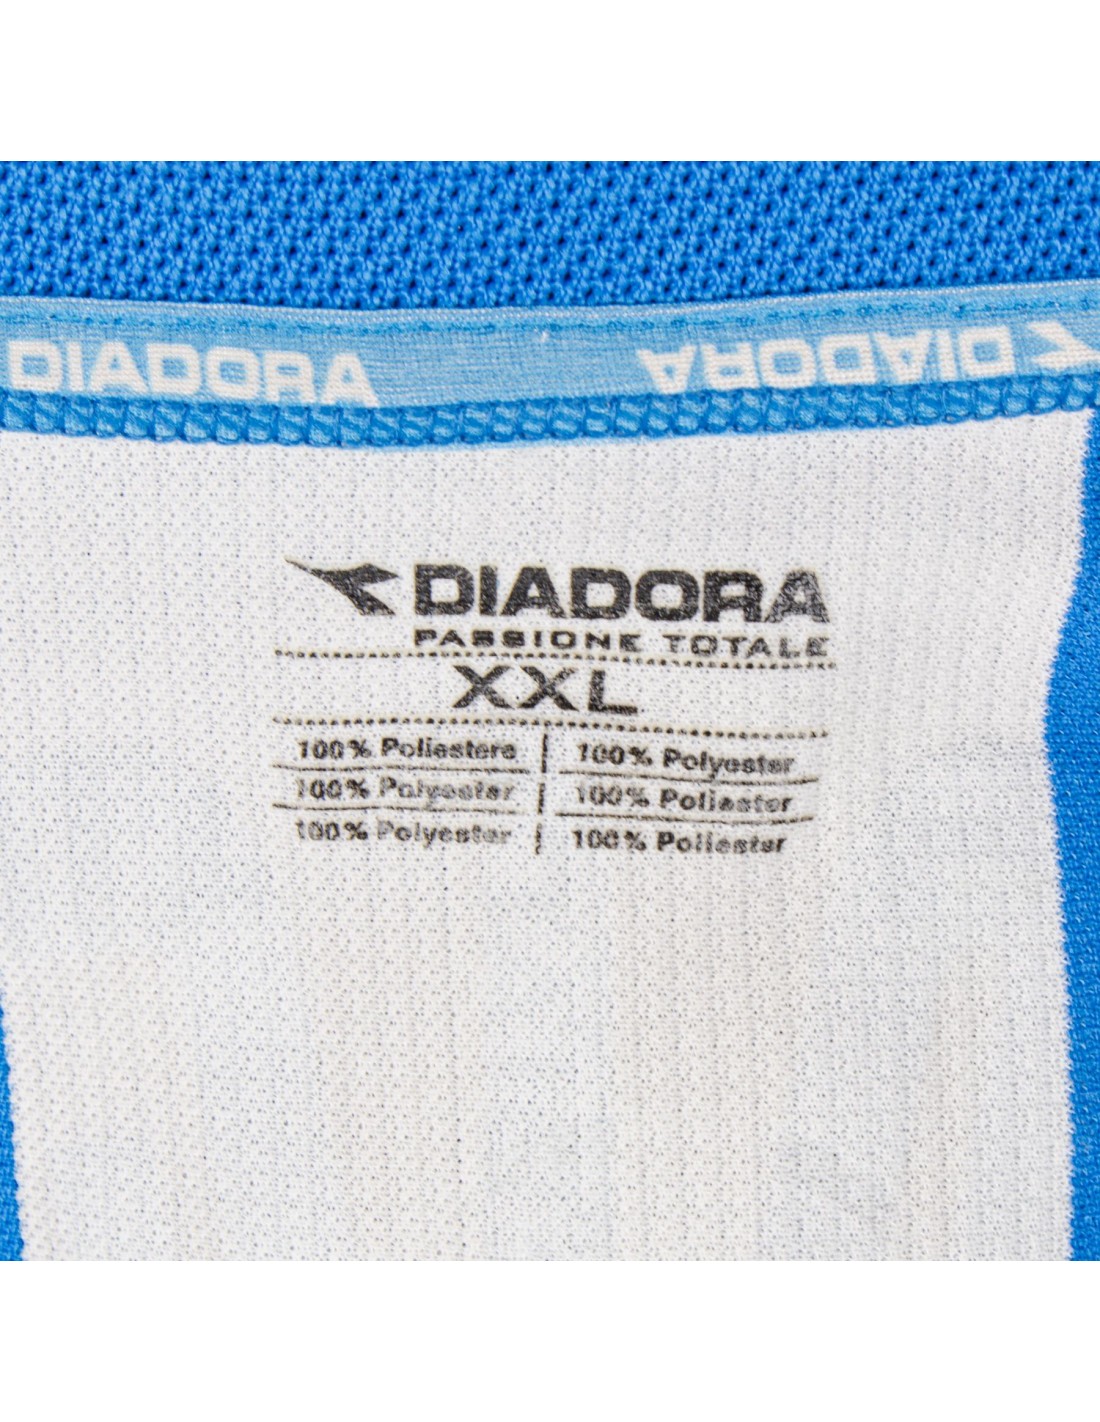 DIADORA DIADORA
DIADORA
PASSIONE TOTALE
XXL
100% Poliestere | 100% Polyester
100% Polyester | 100% Poliester
100% Polyester | 100% Poliester